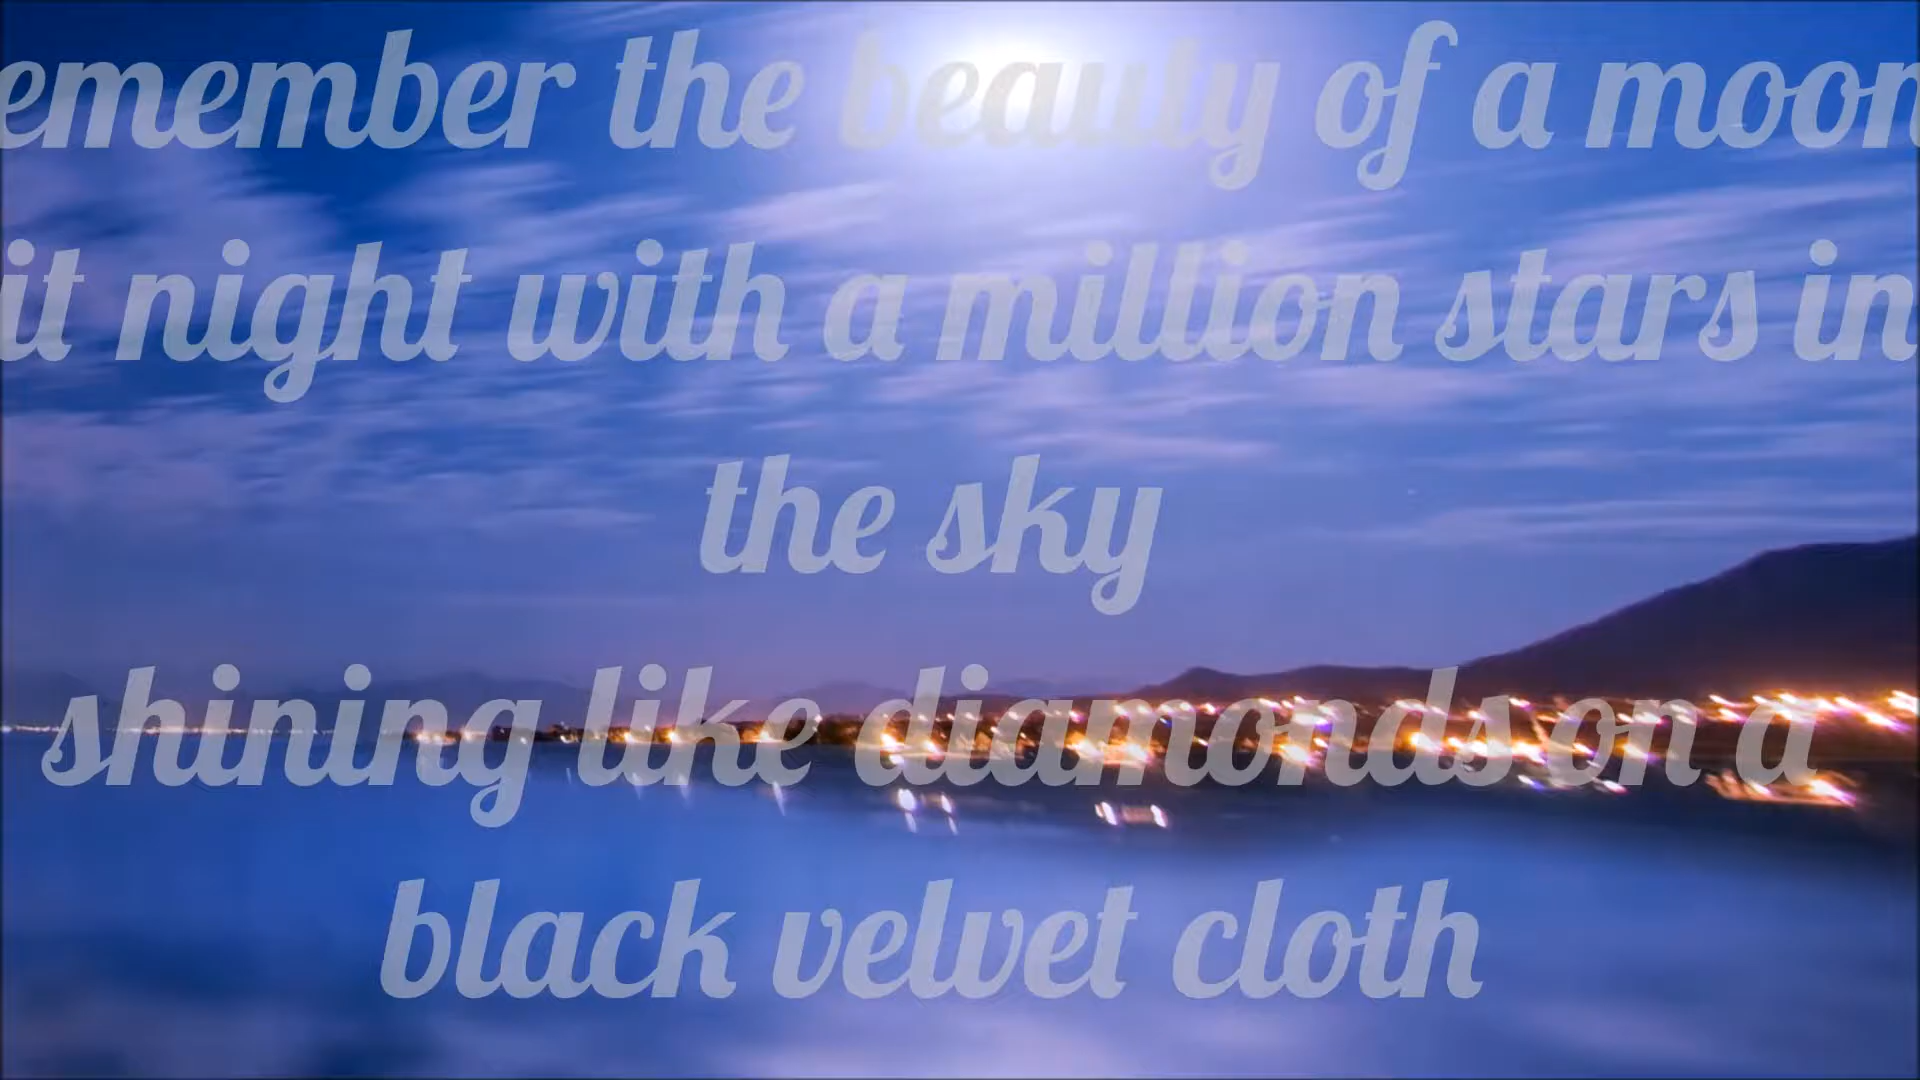 emember the beauty of a moon
it night with a million stars in
the sky
shining like diamonds on a
black velvet cloth